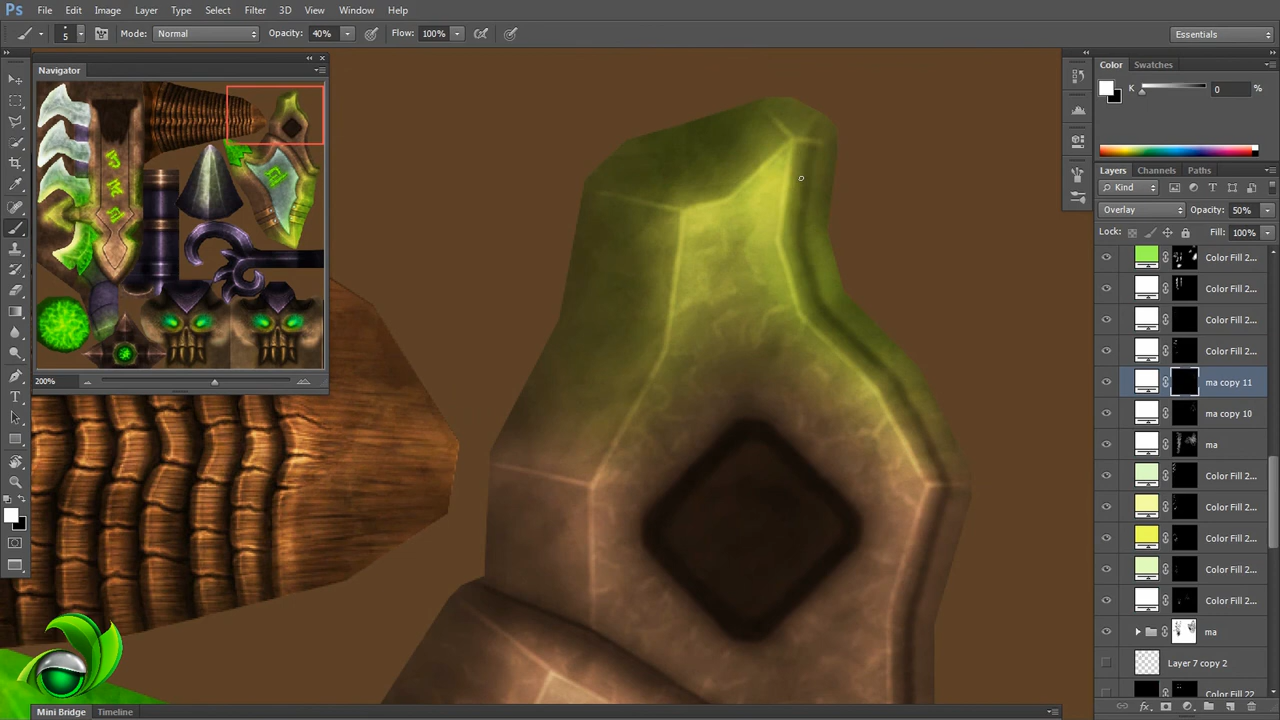 Ps File Edit Image Layer Type Select Filter 3D View Window Help
5 Mode: Normal Opacity: 40% Flow: 100% Essentials
Navigator
200%
Color Swatches
K 0 %
Layers Channels Paths
Kind
Overlay Opacity: 50%
Lock: Fill: 100%
Color Fill 2...
Color Fill 2...
Color Fill 2...
Color Fill 2...
ma copy 11
ma copy 10
ma
Color Fill 2...
Color Fill 2...
Color Fill 2...
Color Fill 2...
Color Fill 2...
ma
Layer 7 copy 2
Color Fill 22
fx
Mini Bridge Timeline